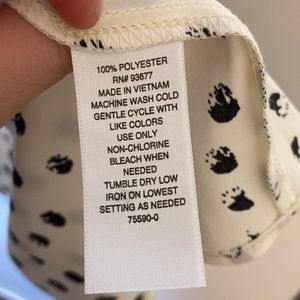 100% POLYESTER
RN# 93677
MADE IN VIETNAM
MACHINE WASH COLD
GENTLE CYCLE WITH
LIKE COLORS
USE ONLY
NON-CHLORINE
BLEACH WHEN
NEEDED
TUMBLE DRY LOW
IRON ON LOWEST
SETTING AS NEEDED
75590-0